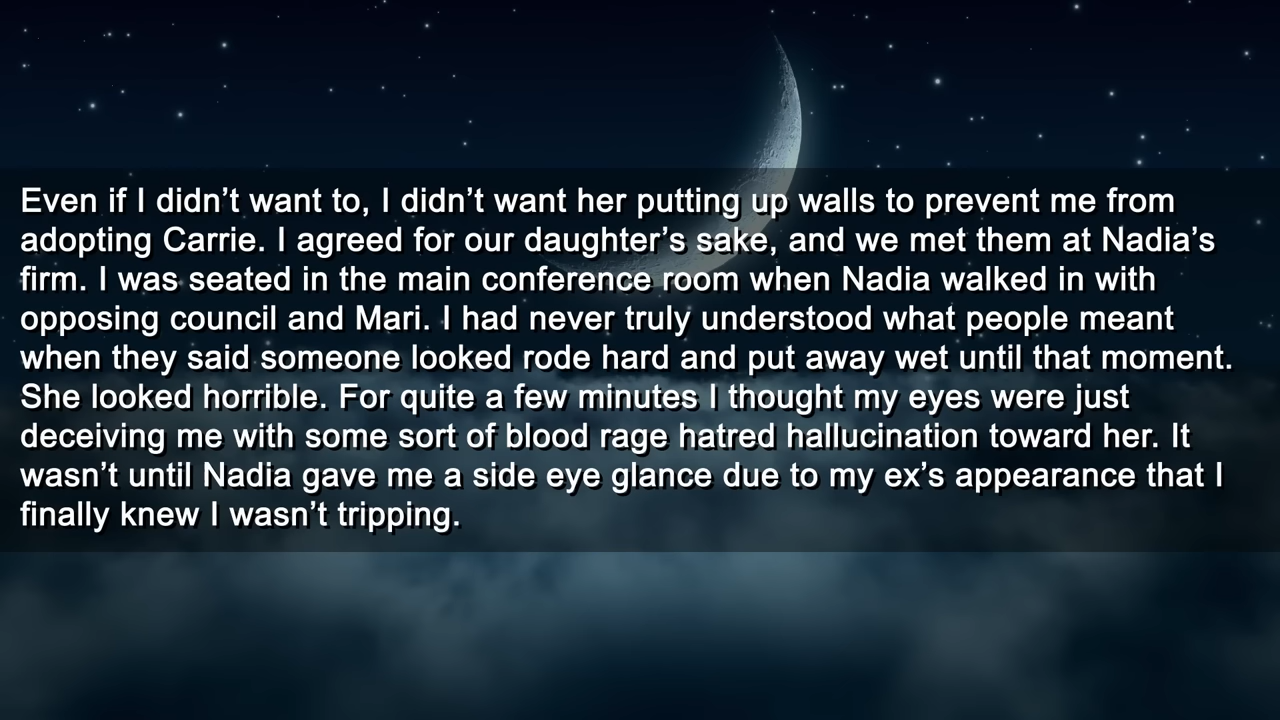 Even if I didn’t want to, I didn’t want her putting up walls to prevent me from
adopting Carrie. I agreed for our daughter’s sake, and we met them at Nadia’s
firm. I was seated in the main conference room when Nadia walked in with
opposing council and Mari. I had never truly understood what people meant
when they said someone looked rode hard and put away wet until that moment.
She looked horrible. For quite a few minutes I thought my eyes were just
deceiving me with some sort of blood rage hatred hallucination toward her. It
wasn’t until Nadia gave me a side eye glance due to my ex’s appearance that I
finally knew I wasn’t tripping.